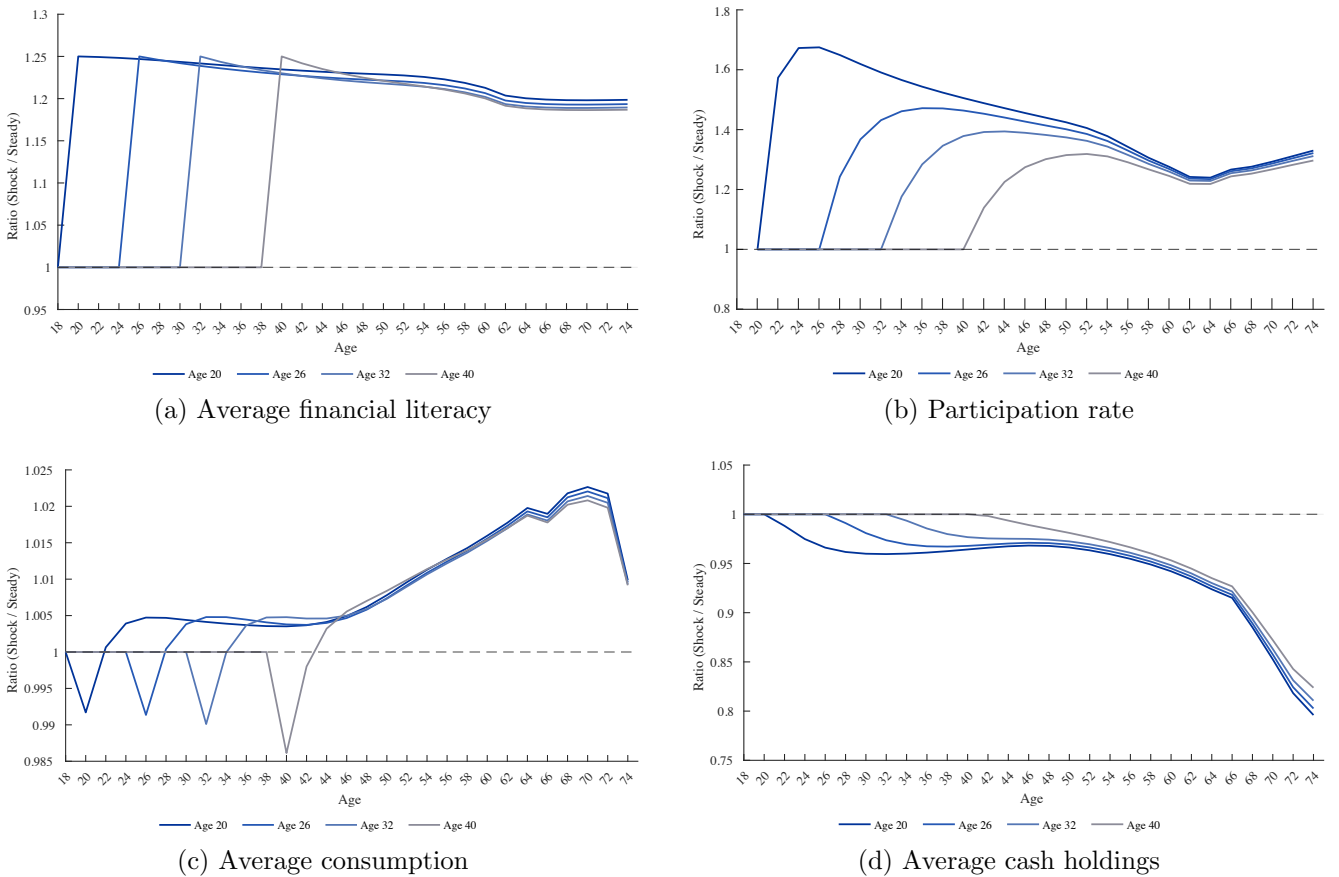 1.3
1.25
1.2
1.15
1.1
1.05
1
0.95
Ratio (Shock / Steady)
18 20 22 24 26 28 30 32 34 36 38 40 42 44 46 48 50 52 54 56 58 60 62 64 66 68 70 72 74
Age
Age 20 Age 26 Age 32 Age 40
(a) Average financial literacy
1.8
1.6
1.4
1.2
1
0.8
Ratio (Shock / Steady)
18 20 22 24 26 28 30 32 34 36 38 40 42 44 46 48 50 52 54 56 58 60 62 64 66 68 70 72 74
Age
Age 20 Age 26 Age 32 Age 40
(b) Participation rate
1.025
1.02
1.015
1.01
1.005
1
0.995
0.99
0.985
Ratio (Shock / Steady)
18 20 22 24 26 28 30 32 34 36 38 40 42 44 46 48 50 52 54 56 58 60 62 64 66 68 70 72 74
Age
Age 20 Age 26 Age 32 Age 40
(c) Average consumption
1.05
1
0.95
0.9
0.85
0.8
0.75
Ratio (Shock / Steady)
18 20 22 24 26 28 30 32 34 36 38 40 42 44 46 48 50 52 54 56 58 60 62 64 66 68 70 72 74
Age
Age 20 Age 26 Age 32 Age 40
(d) Average cash holdings